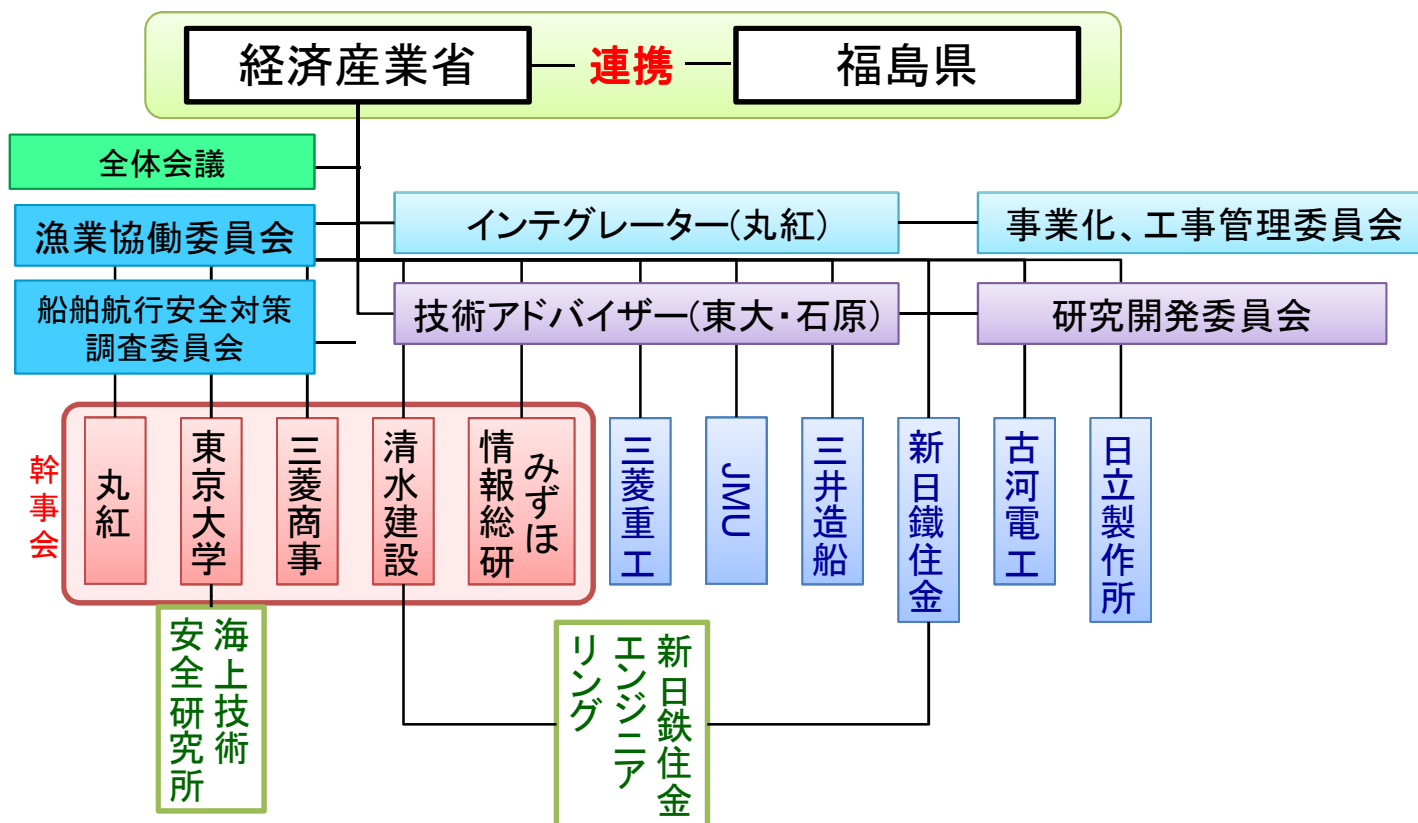 経済産業省
連携
福島県
全体会議
漁業協働委員会
インテグレーター(丸紅)
事業化、工事管理委員会
船舶航行安全対策
調査委員会
技術アドバイザー(東大・石原)
研究開発委員会
幹事会
丸紅
東京大学
三菱商事
清水建設
みずほ
情報総研
三菱重工
JMU
三井造船
新日鐵住金
古河電工
日立製作所
海上技術
安全研究所
新日鉄住金
エンジニア
リング